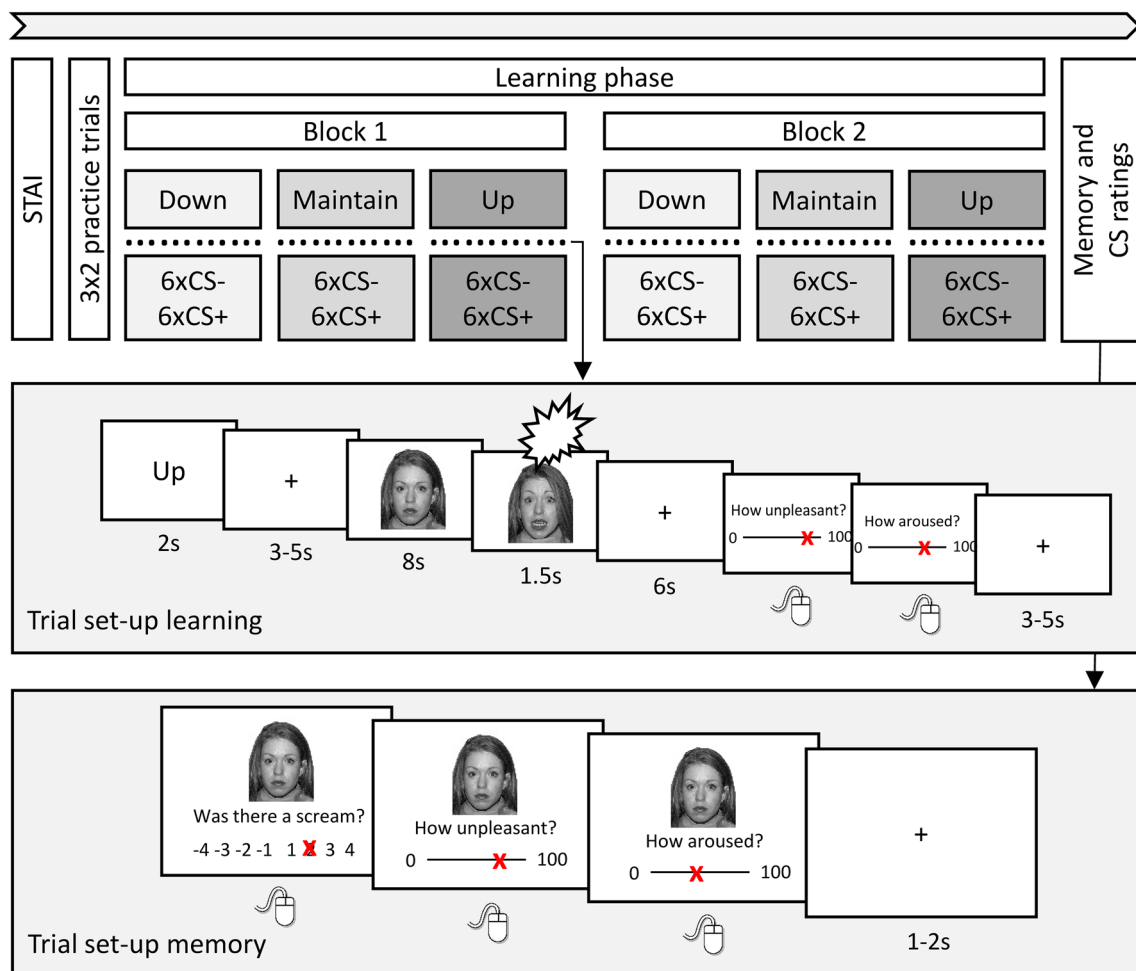 STAI
3x2 practice trials
Learning phase
Block 1
Block 2
Down
Maintain
Up
Down
Maintain
Up
6xCS-
6xCS+
6xCS-
6xCS+
6xCS-
6xCS+
6xCS-
6xCS+
6xCS-
6xCS+
6xCS-
6xCS+
Memory and
CS ratings
Up
2s
+
3-5s
8s
1.5s
+
6s
How unpleasant?
0 X 100
How aroused?
0 X 100
+
3-5s
Trial set-up learning
Was there a scream?
-4 -3 -2 -1 1 2 3 4
How unpleasant?
0 X 100
How aroused?
0 X 100
+
1-2s
Trial set-up memory